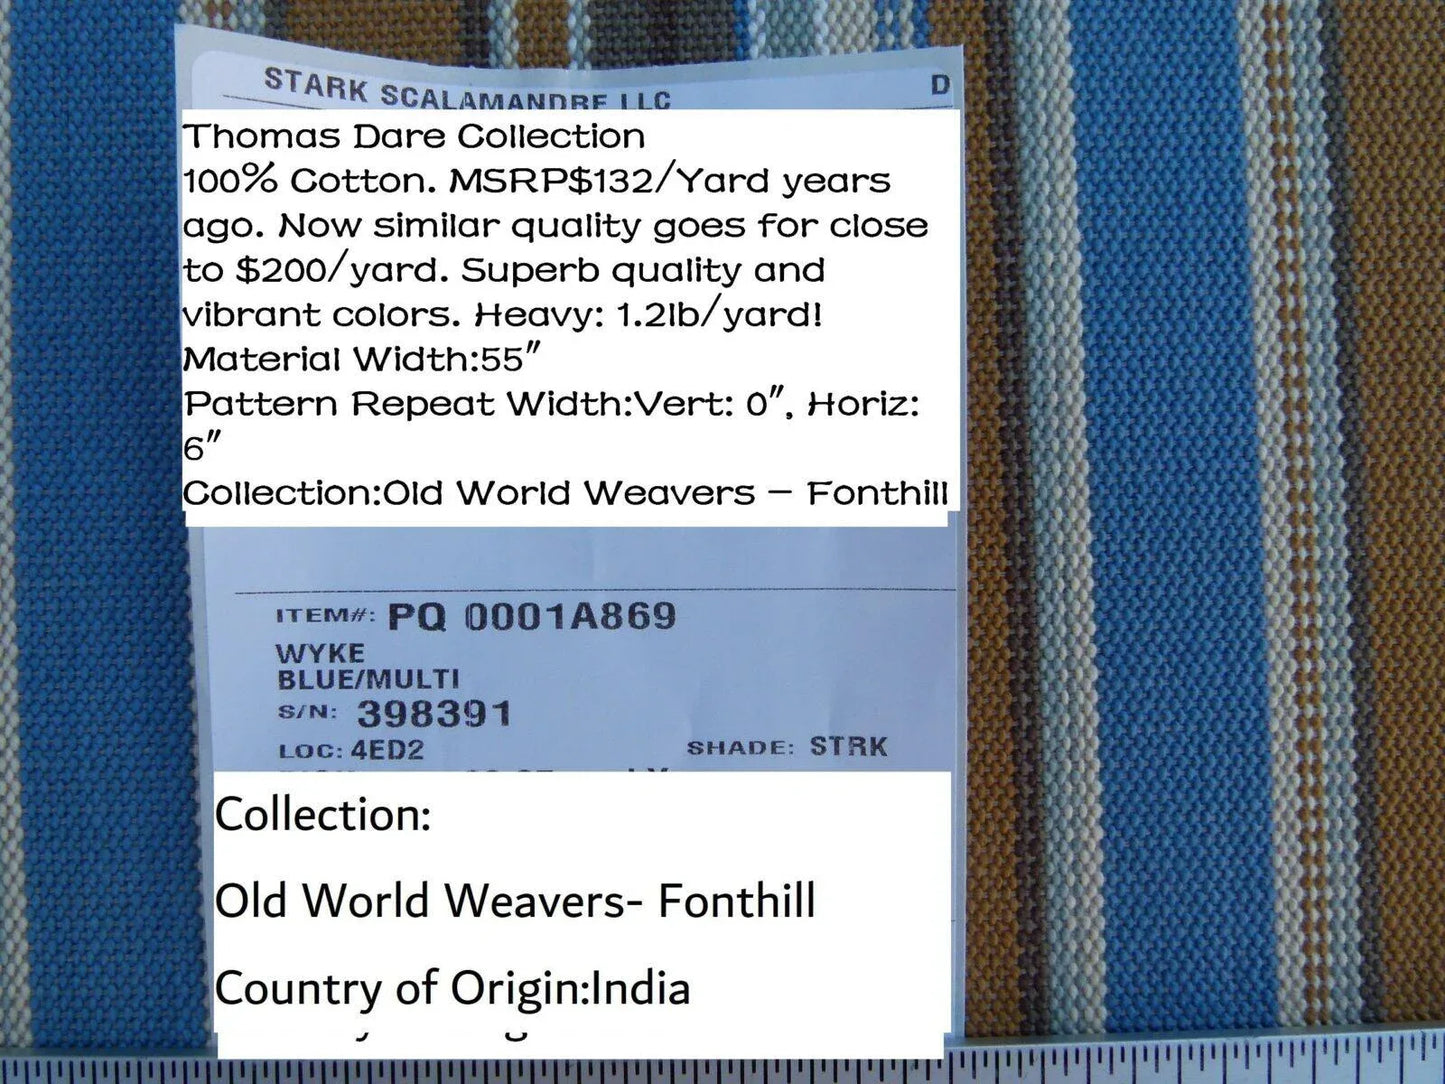 STARK SCALAMANDRE LLC D
Thomas Dare Collection
100% Cotton. MSRP$132/Yard years
ago. Now similar quality goes for close
to $200/yard. Superb quality and
vibrant colors. Heavy: 1.2lb/yard!
Material Width:55"
Pattern Repeat Width:Vert: 0", Horiz:
6"
Collection:Old World Weavers – Fonthill
ITEM#: PQ 0001A869
WYKE
BLUE/MULTI
S/N: 398391
LOC: 4ED2 SHADE: STRK
Collection:
Old World Weavers- Fonthill
Country of Origin:India